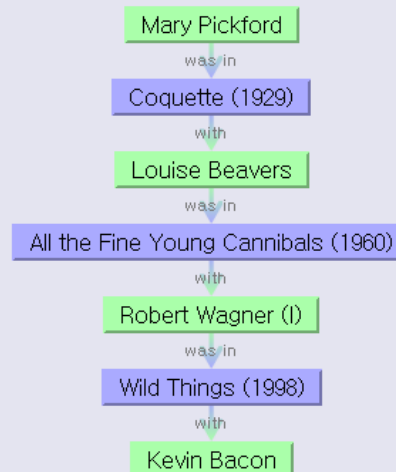 Mary Pickford
was in
Coquette (1929)
with
Louise Beavers
was in
All the Fine Young Cannibals (1960)
with
Robert Wagner (I)
was in
Wild Things (1998)
with
Kevin Bacon